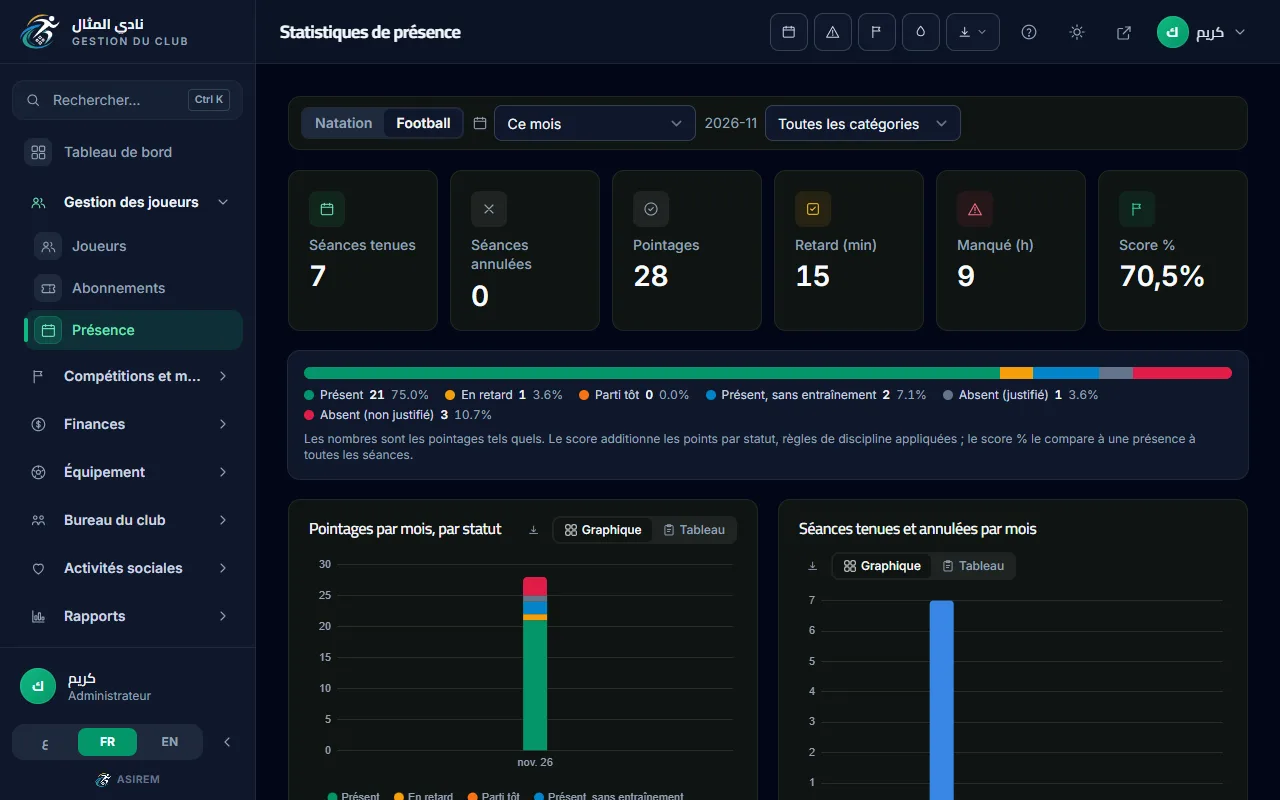 نادي المثال
GESTION DU CLUB
Statistiques de présence
كريم
Rechercher...
Ctrl K
Tableau de bord
Gestion des joueurs
Joueurs
Abonnements
Présence
Compétitions et m...
Finances
Équipement
Bureau du club
Activités sociales
Rapports
ك
كريم
Administrateur
ع
FR
EN
ASIREM
ك
Natation
Football
Ce mois
2026-11
Toutes les catégories
Séances tenues
7
Séances
annulées
0
Pointages
28
Retard (min)
15
Manqué (h)
9
Score %
70,5%
Présent 21 75.0%
En retard 1 3.6%
Parti tôt 0 0.0%
Présent, sans entraînement 2 7.1%
Absent (justifié) 1 3.6%
Absent (non justifié) 3 10.7%
Les nombres sont les pointages tels quels. Le score additionne les points par statut, règles de discipline appliquées ; le score % le compare à une présence à
toutes les séances.
Pointages par mois, par statut
Graphique
Tableau
30
25
20
15
10
5
0
nov. 26
Présent
En retard
Parti tôt
Présent, sans entraînement
Séances tenues et annulées par mois
Graphique
Tableau
7
6
5
4
3
2
1